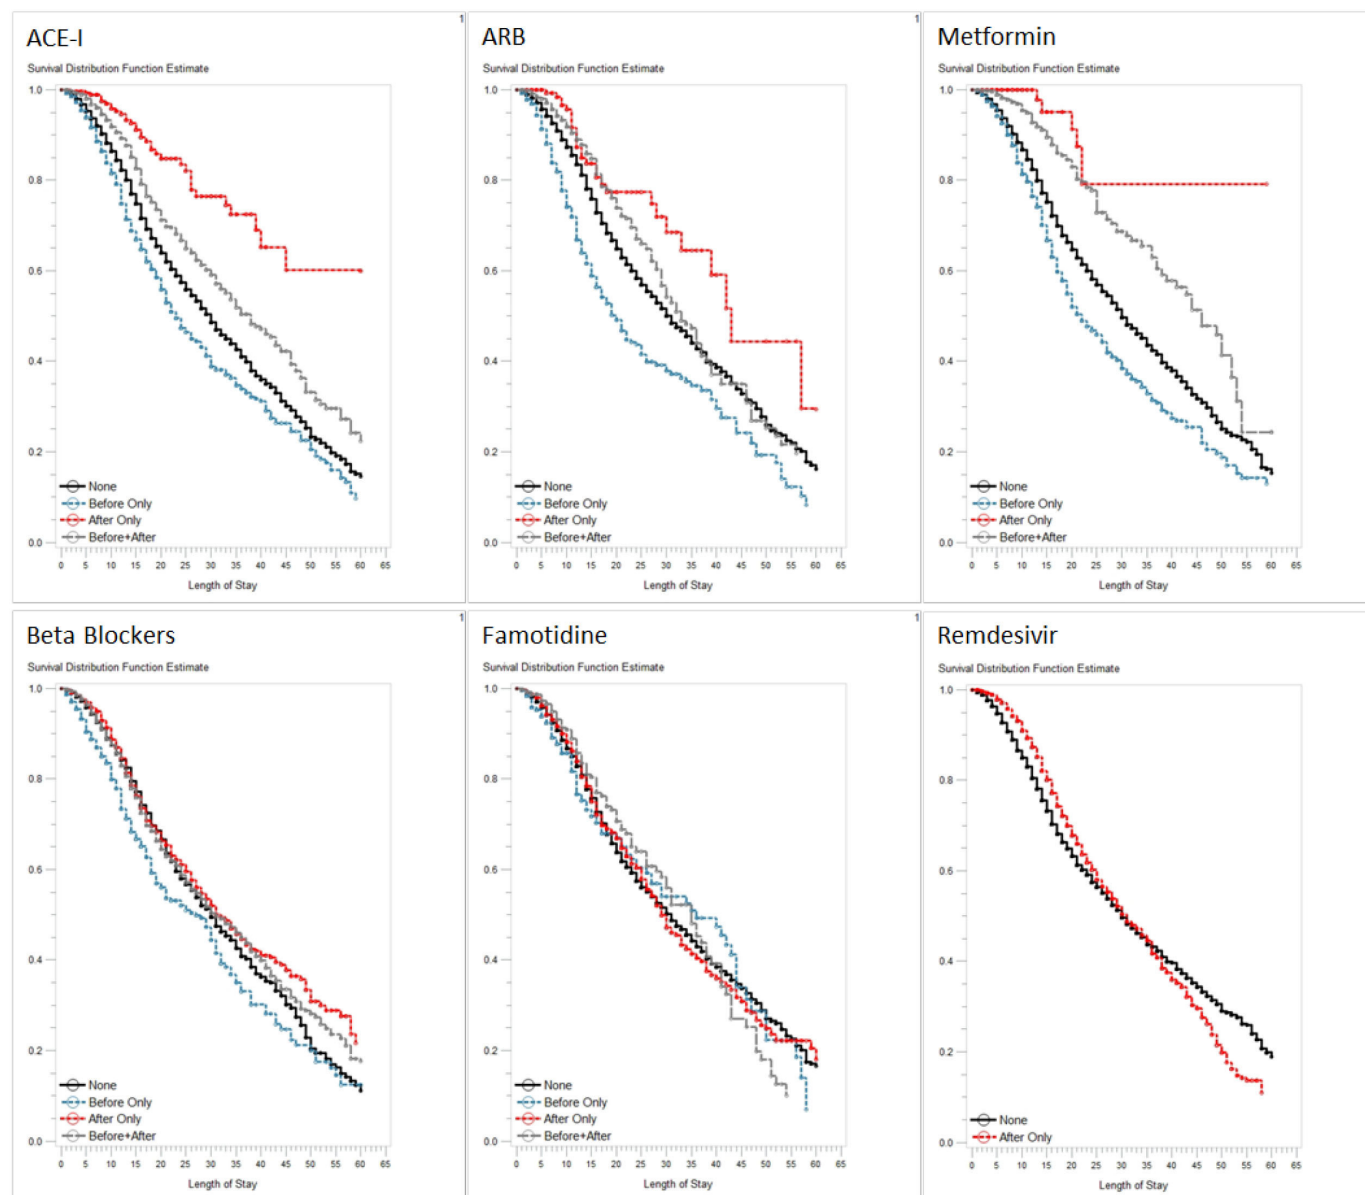 1
1
ACE-I
ARB
Metformin
Survival Distribution Function Estimate
Survival Distribution Function Estimate
Survival Distribution Function Estimate
1.0
0.8
0.6
0.4
0.2
0.0
None
Before Only
After Only
Before+After
0 5 10 15 20 25 30 35 40 45 50 55 60 65
Length of Stay
1.0
0.8
0.6
0.4
0.2
0.0
None
Before Only
After Only
Before+After
0 5 10 15 20 25 30 35 40 45 50 55 60 65
Length of Stay
1.0
0.8
0.6
0.4
0.2
0.0
None
Before Only
After Only
Before+After
0 5 10 15 20 25 30 35 40 45 50 55 60 65
Length of Stay
1
1
Beta Blockers
Famotidine
Remdesivir
Survival Distribution Function Estimate
Survival Distribution Function Estimate
Survival Distribution Function Estimate
1.0
0.8
0.6
0.4
0.2
0.0
None
Before Only
After Only
Before+After
0 5 10 15 20 25 30 35 40 45 50 55 60 65
Length of Stay
1.0
0.8
0.6
0.4
0.2
0.0
None
Before Only
After Only
Before+After
0 5 10 15 20 25 30 35 40 45 50 55 60 65
Length of Stay
1.0
0.8
0.6
0.4
0.2
0.0
None
After Only
0 5 10 15 20 25 30 35 40 45 50 55 60 65
Length of Stay